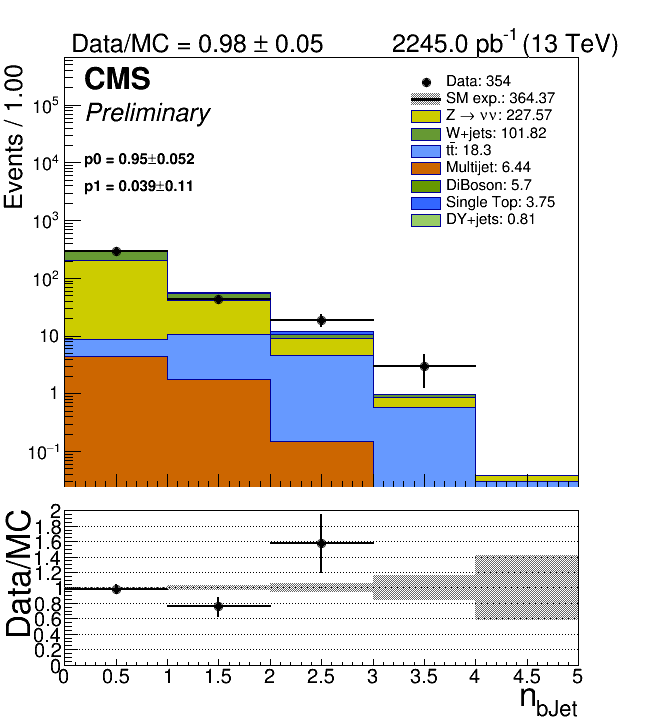 Data/MC = 0.98 ± 0.05 2245.0 pb⁻¹ (13 TeV)
CMS
Preliminary
p0 = 0.95±0.052
p1 = 0.039±0.11
Data: 354
SM exp.: 364.37
Z → νν: 227.57
W+jets: 101.82
tt̄: 18.3
Multijet: 6.44
DiBoson: 5.7
Single Top: 3.75
DY+jets: 0.81
Events / 1.00
10⁵
10⁴
10³
10²
10
1
10⁻¹
Data/MC
2
1.8
1.6
1.4
1.2
1
0.8
0.6
0.4
0.2
0
0 0.5 1 1.5 2 2.5 3 3.5 4 4.5 5
n_bJet